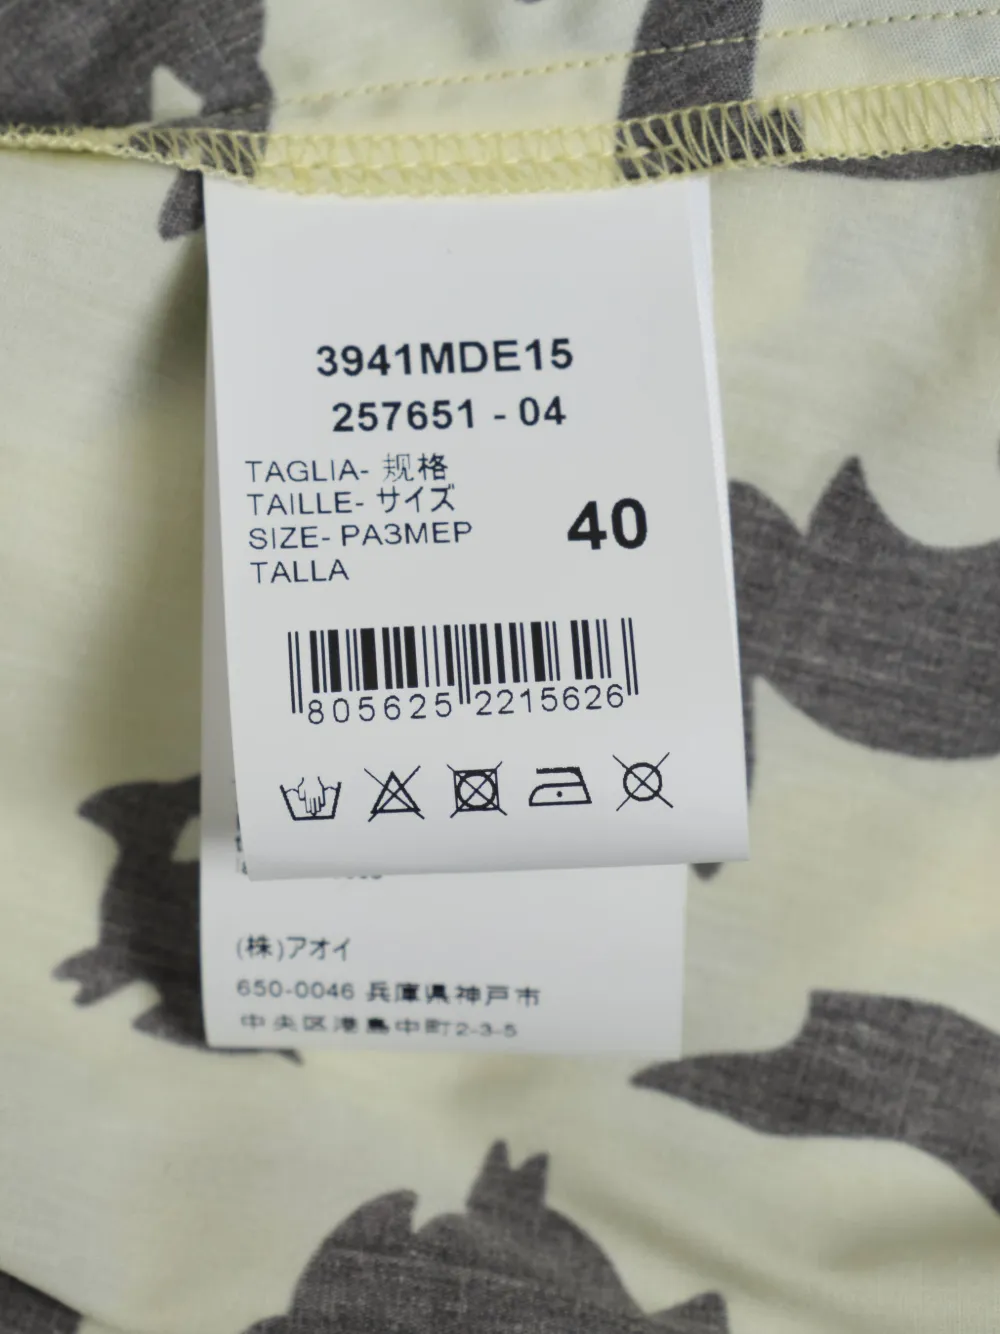 3941MDE15
257651 - 04
TAGLIA- 规格
TAILLE- サイズ
SIZE- РАЗМЕР
TALLA
40
805625 2215626
(株)アオイ
650-0046 兵庫県神戸市
中央区港島中町2-3-5